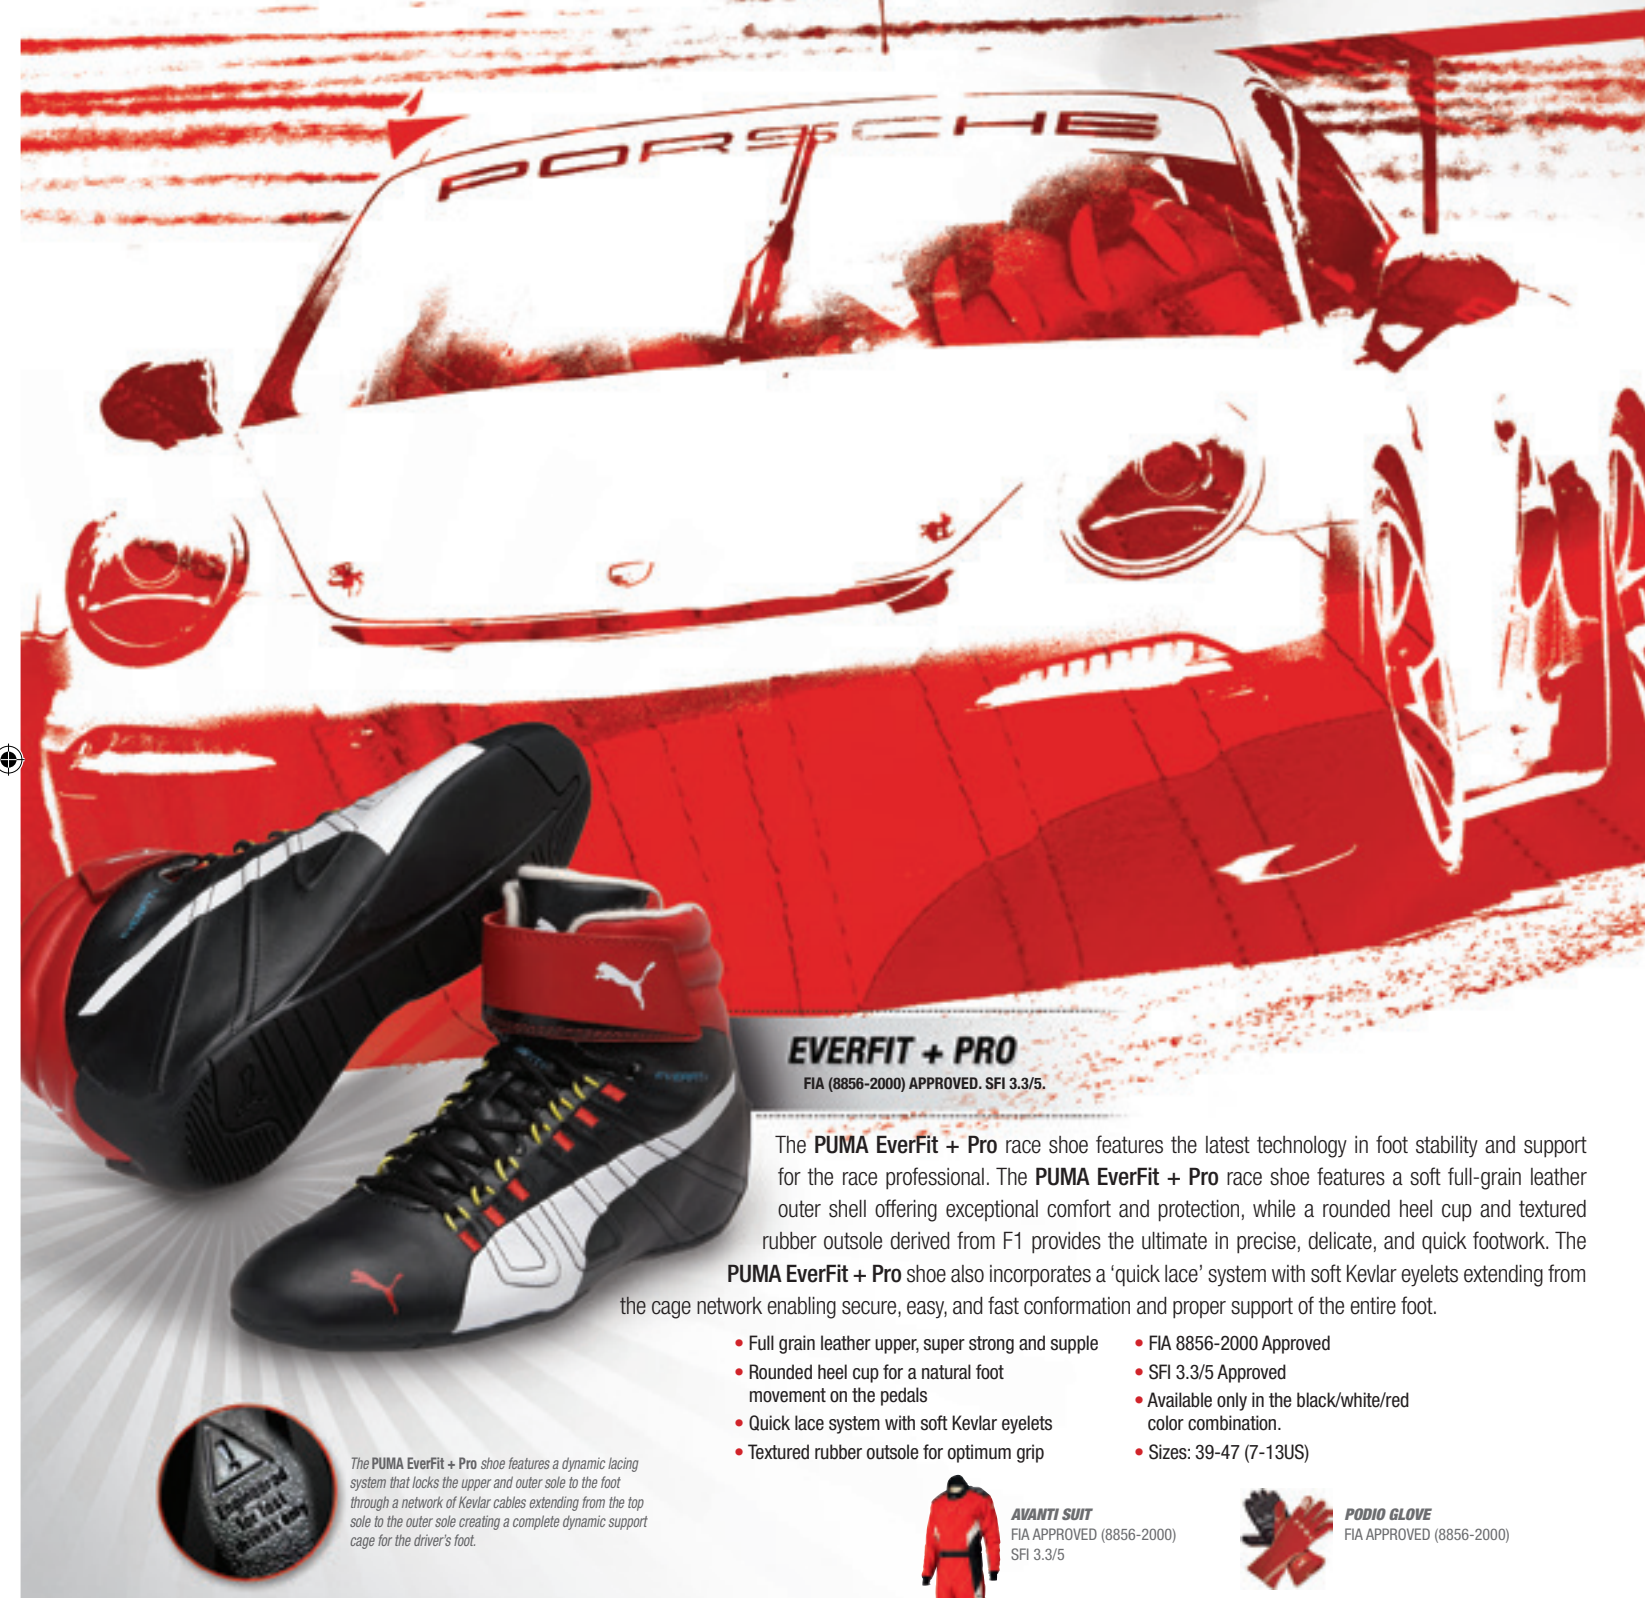 PORSCHE
EVERFIT+
EVERFIT+
EVERFIT + PRO
FIA (8856-2000) APPROVED. SFI 3.3/5.
The PUMA EverFit + Pro race shoe features the latest technology in foot stability and support
for the race professional. The PUMA EverFit + Pro race shoe features a soft full-grain leather
outer shell offering exceptional comfort and protection, while a rounded heel cup and textured
rubber outsole derived from F1 provides the ultimate in precise, delicate, and quick footwork. The
PUMA EverFit + Pro shoe also incorporates a ‘quick lace’ system with soft Kevlar eyelets extending from
the cage network enabling secure, easy, and fast conformation and proper support of the entire foot.
• Full grain leather upper, super strong and supple
• Rounded heel cup for a natural foot
movement on the pedals
• Quick lace system with soft Kevlar eyelets
• Textured rubber outsole for optimum grip
• FIA 8856-2000 Approved
• SFI 3.3/5 Approved
• Available only in the black/white/red
color combination.
• Sizes: 39-47 (7-13US)
Engineered
for fast
drivers only
The PUMA EverFit + Pro shoe features a dynamic lacing
system that locks the upper and outer sole to the foot
through a network of Kevlar cables extending from the top
sole to the outer sole creating a complete dynamic support
cage for the driver's foot.
AVANTI SUIT
FIA APPROVED (8856-2000)
SFI 3.3/5
PODIO GLOVE
FIA APPROVED (8856-2000)